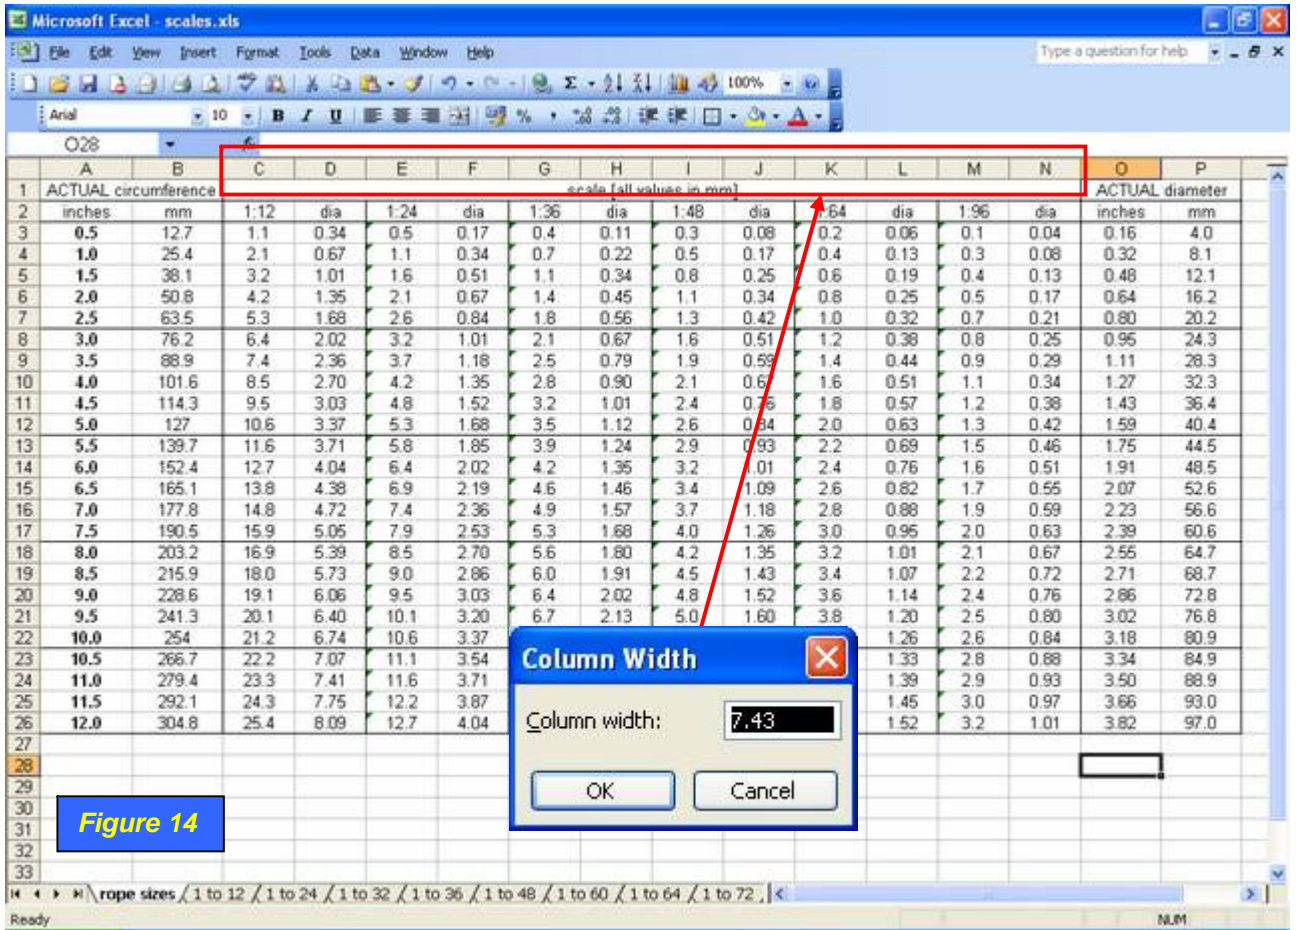 Microsoft Excel - scales.xls
File Edit View Insert Format Tools Data Window Help Type a question for help
100%
Arial 10 B I U % , A
O28 fx
A B C D E F G H I J K L M N O P
1 ACTUAL circumference scale [all values in mm] ACTUAL diameter
2 inches mm 1:12 dia 1:24 dia 1:36 dia 1:48 dia 1:64 dia 1:96 dia inches mm
3 0.5 12.7 1.1 0.34 0.5 0.17 0.4 0.11 0.3 0.08 0.2 0.06 0.1 0.04 0.16 4.0
4 1.0 25.4 2.1 0.67 1.1 0.34 0.7 0.22 0.5 0.17 0.4 0.13 0.3 0.08 0.32 8.1
5 1.5 38.1 3.2 1.01 1.6 0.51 1.1 0.34 0.8 0.25 0.6 0.19 0.4 0.13 0.48 12.1
6 2.0 50.8 4.2 1.35 2.1 0.67 1.4 0.45 1.1 0.34 0.8 0.25 0.5 0.17 0.64 16.2
7 2.5 63.5 5.3 1.68 2.6 0.84 1.8 0.56 1.3 0.42 1.0 0.32 0.7 0.21 0.80 20.2
8 3.0 76.2 6.4 2.02 3.2 1.01 2.1 0.67 1.6 0.51 1.2 0.38 0.8 0.25 0.95 24.3
9 3.5 88.9 7.4 2.36 3.7 1.18 2.5 0.79 1.9 0.59 1.4 0.44 0.9 0.29 1.11 28.3
10 4.0 101.6 8.5 2.70 4.2 1.35 2.8 0.90 2.1 0.67 1.6 0.51 1.1 0.34 1.27 32.3
11 4.5 114.3 9.5 3.03 4.8 1.52 3.2 1.01 2.4 0.76 1.8 0.57 1.2 0.38 1.43 36.4
12 5.0 127 10.6 3.37 5.3 1.68 3.5 1.12 2.6 0.84 2.0 0.63 1.3 0.42 1.59 40.4
13 5.5 139.7 11.6 3.71 5.8 1.85 3.9 1.24 2.9 0.93 2.2 0.69 1.5 0.46 1.75 44.5
14 6.0 152.4 12.7 4.04 6.4 2.02 4.2 1.35 3.2 1.01 2.4 0.76 1.6 0.51 1.91 48.5
15 6.5 165.1 13.8 4.38 6.9 2.19 4.6 1.46 3.4 1.09 2.6 0.82 1.7 0.55 2.07 52.6
16 7.0 177.8 14.8 4.72 7.4 2.36 4.9 1.57 3.7 1.18 2.8 0.88 1.9 0.59 2.23 56.6
17 7.5 190.5 15.9 5.05 7.9 2.53 5.3 1.68 4.0 1.26 3.0 0.95 2.0 0.63 2.39 60.6
18 8.0 203.2 16.9 5.39 8.5 2.70 5.6 1.80 4.2 1.35 3.2 1.01 2.1 0.67 2.55 64.7
19 8.5 215.9 18.0 5.73 9.0 2.86 6.0 1.91 4.5 1.43 3.4 1.07 2.2 0.72 2.71 68.7
20 9.0 228.6 19.1 6.06 9.5 3.03 6.4 2.02 4.8 1.52 3.6 1.14 2.4 0.76 2.86 72.8
21 9.5 241.3 20.1 6.40 10.1 3.20 6.7 2.13 5.0 1.60 3.8 1.20 2.5 0.80 3.02 76.8
22 10.0 254 21.2 6.74 10.6 3.37 1.26 2.6 0.84 3.18 80.9
23 10.5 266.7 22.2 7.07 11.1 3.54 1.33 2.8 0.88 3.34 84.9
24 11.0 279.4 23.3 7.41 11.6 3.71 1.39 2.9 0.93 3.50 88.9
25 11.5 292.1 24.3 7.75 12.2 3.87 1.45 3.0 0.97 3.66 93.0
26 12.0 304.8 25.4 8.09 12.7 4.04 1.52 3.2 1.01 3.82 97.0
27
28
29
30
31
32
33
Column Width
Column width: 7.43
OK Cancel
Figure 14
rope sizes / 1 to 12 / 1 to 24 / 1 to 32 / 1 to 36 / 1 to 48 / 1 to 60 / 1 to 64 / 1 to 72
Ready NUM